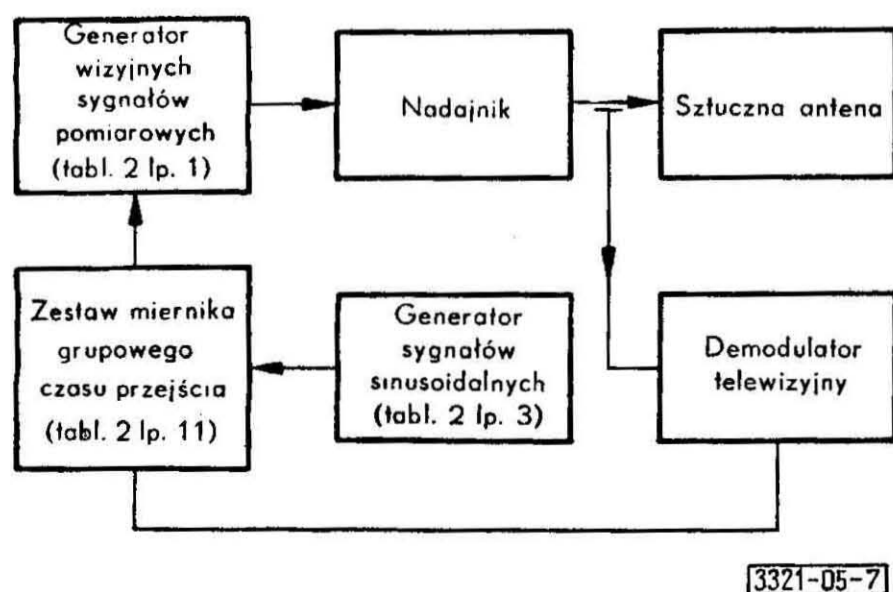 Generator
wizyjnych
sygnałów
pomiarowych
(tabl. 2 lp. 1)
Nadajnik
Sztuczna antena
Zestaw miernika
grupowego
czasu przejścia
(tabl. 2 lp. 11)
Generator
sygnałów
sinusoidalnych
(tabl. 2 lp. 3)
Demodulator
telewizyjny
3321-05-7